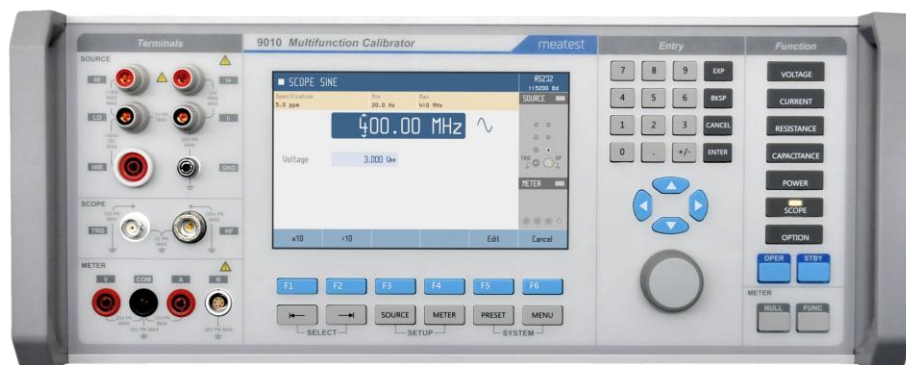 Terminals
9010 Multifunction Calibrator
meatest
Entry
Function
SOURCE
HI
I+
LO
I-
GND
SCOPE
TRG
HF
METER
V
COM
A
SCOPE SINE
RS232
115200 Bd
Specification
Min
Max
5.0 ppm
20.0 Hz
410 MHz
SOURCE
400.00 MHz
Voltage
3.000 Vpp
TRG
HF
METER
x10
÷10
Edit
Cancel
F1
F2
F3
F4
F5
F6
SOURCE
METER
PRESET
MENU
SELECT
SETUP
SYSTEM
7
8
9
EXP
4
5
6
BKSP
1
2
3
CANCEL
0
.
+/-
ENTER
VOLTAGE
CURRENT
RESISTANCE
CAPACITANCE
POWER
SCOPE
OPTION
OPER
STBY
METER
NULL
FUNC